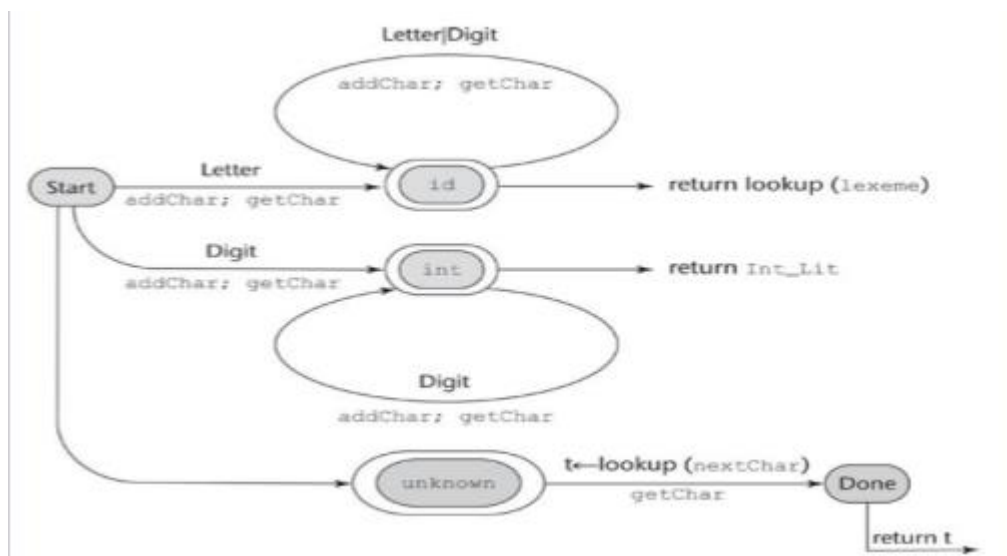 Letter|Digit
addChar; getChar
Start
Letter
addChar; getChar
id
return lookup (lexeme)
Digit
addChar; getChar
int
return Int_Lit
Digit
addChar; getChar
unknown
t←lookup (nextChar)
getChar
Done
return t